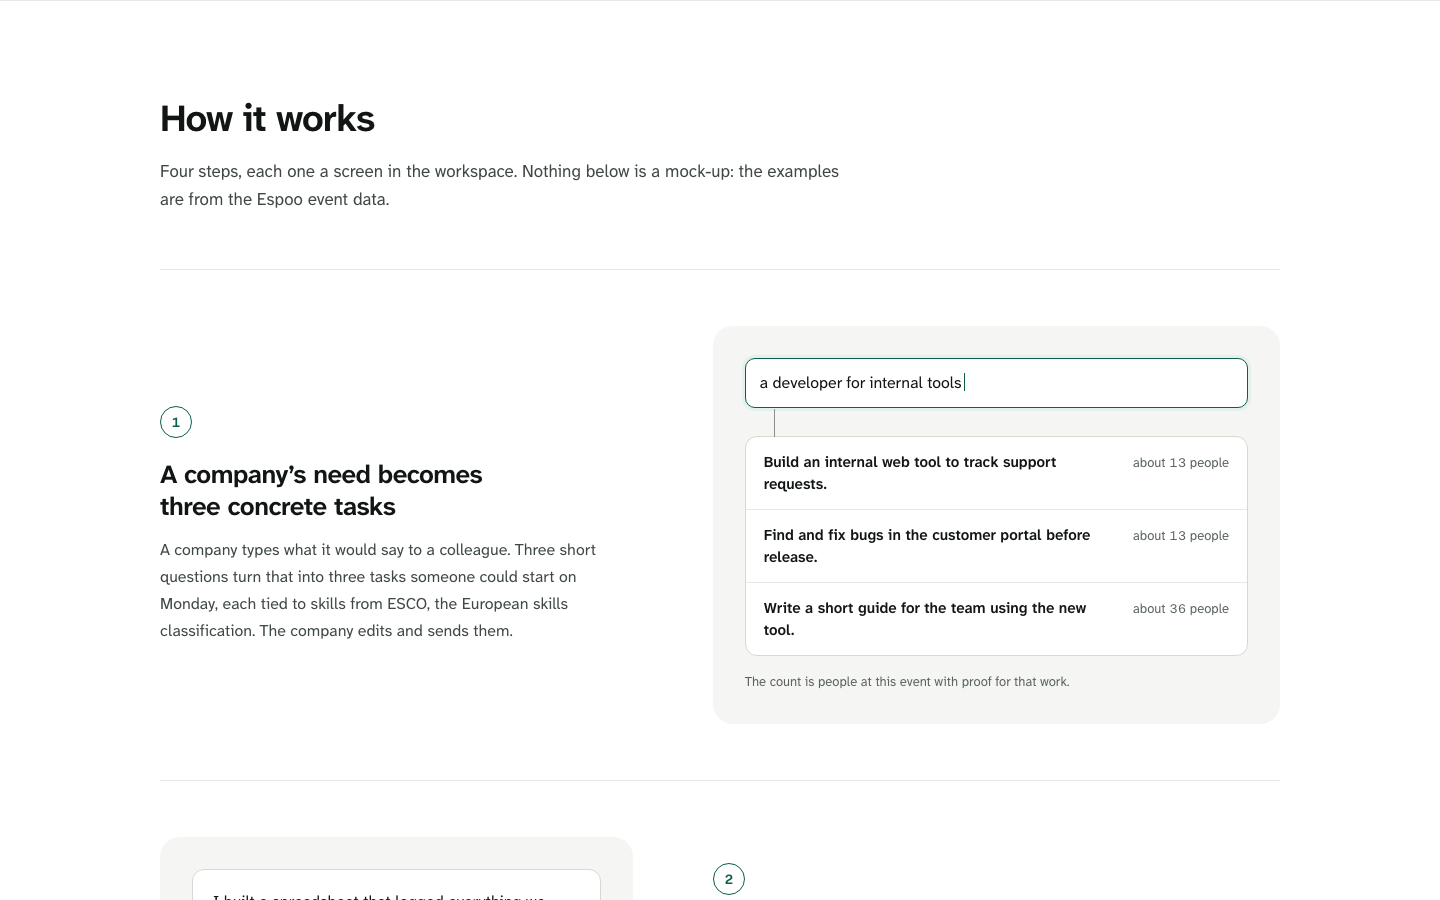 How it works
Four steps, each one a screen in the workspace. Nothing below is a mock-up: the examples
are from the Espoo event data.
1
A company’s need becomes
three concrete tasks
A company types what it would say to a colleague. Three short
questions turn that into three tasks someone could start on
Monday, each tied to skills from ESCO, the European skills
classification. The company edits and sends them.
a developer for internal tools
Build an internal web tool to track support
requests.
about 13 people
Find and fix bugs in the customer portal before
release.
about 13 people
Write a short guide for the team using the new
tool.
about 36 people
The count is people at this event with proof for that work.
I built a spreadsheet that logged everything we
2